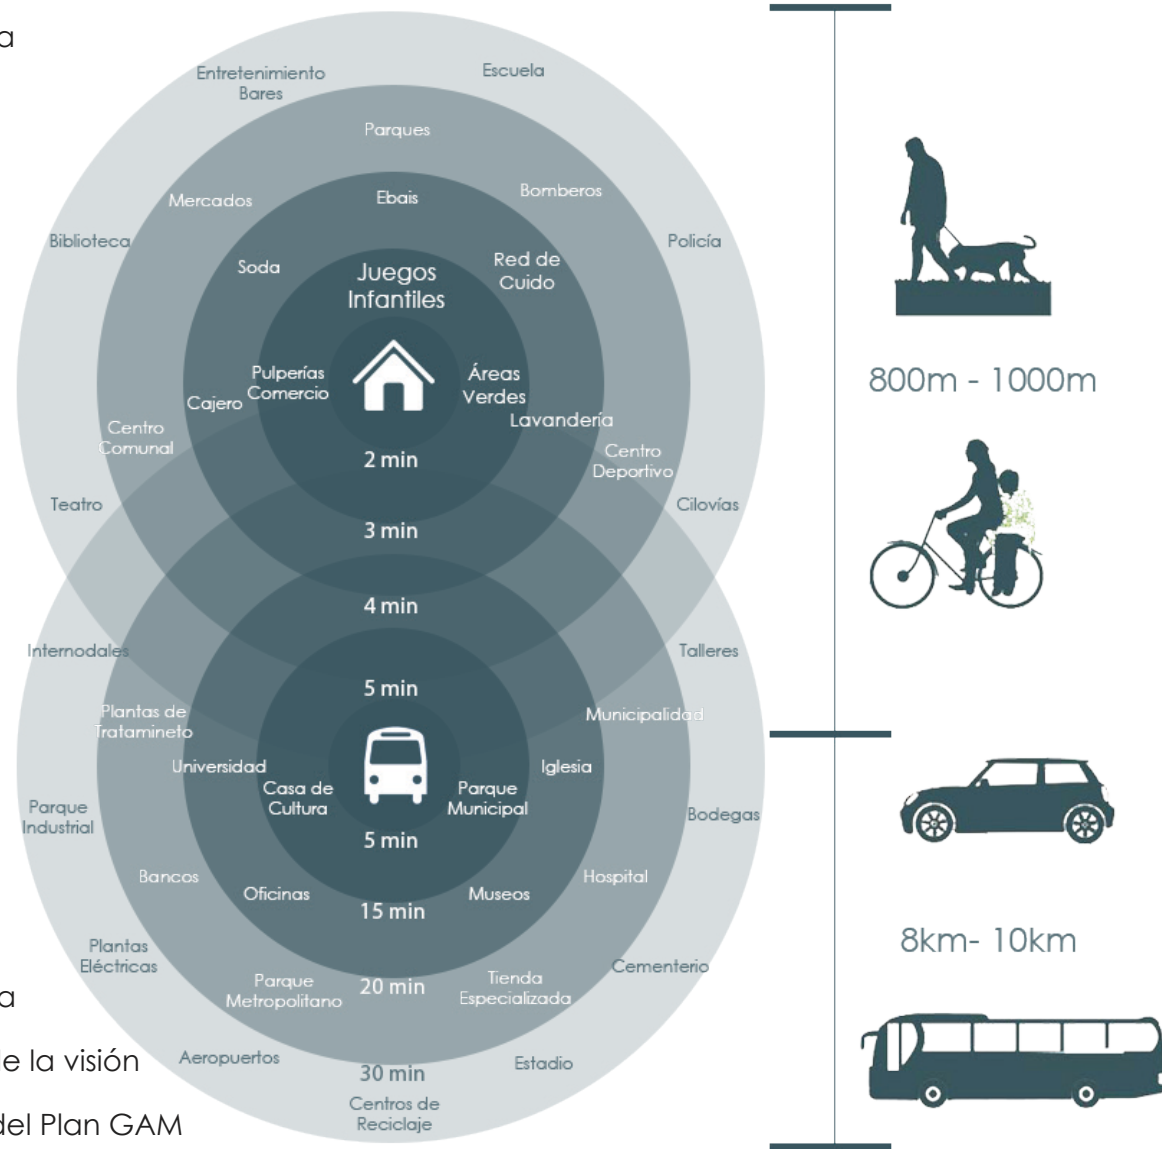 a
Entretenimiento
Bares
Escuela
Parques
Mercados
Ebais
Bomberos
Biblioteca
Policía
Soda
Red de
Cuido
Juegos
Infantiles
Pulperías
Comercio
Áreas
Verdes
Cajero
Lavandería
Centro
Comunal
Centro
Deportivo
2 min
Teatro
Cilovías
3 min
4 min
Internodales
Talleres
5 min
Plantas de
Tratamineto
Municipalidad
Universidad
Iglesia
Casa de
Cultura
Parque
Municipal
Parque
Industrial
Bodegas
5 min
Bancos
Hospital
Oficinas
Museos
15 min
Plantas
Eléctricas
Cementerio
Parque
Metropolitano
20 min
Tienda
Especializada
Aeropuertos
Estadio
30 min
Centros de
Reciclaje
800m - 1000m
8km- 10km
a
e la visión
del Plan GAM